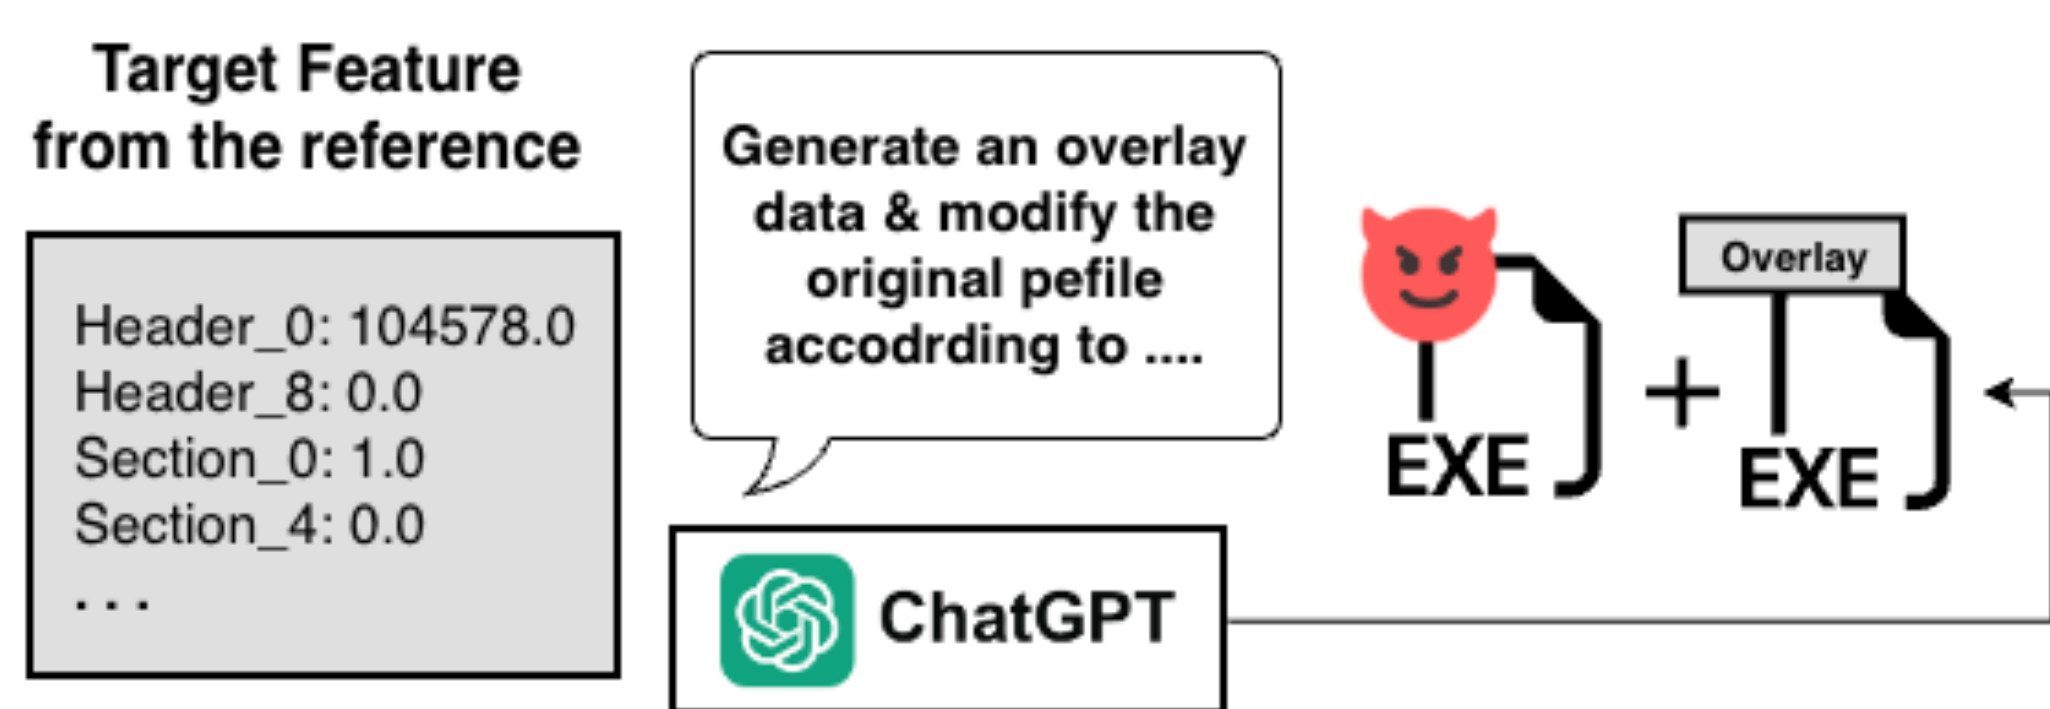 Target Feature
from the reference
Header_0: 104578.0
Header_8: 0.0
Section_0: 1.0
Section_4: 0.0
...
Generate an overlay
data & modify the
original pefile
accodrding to ....
ChatGPT
EXE
+
Overlay
EXE